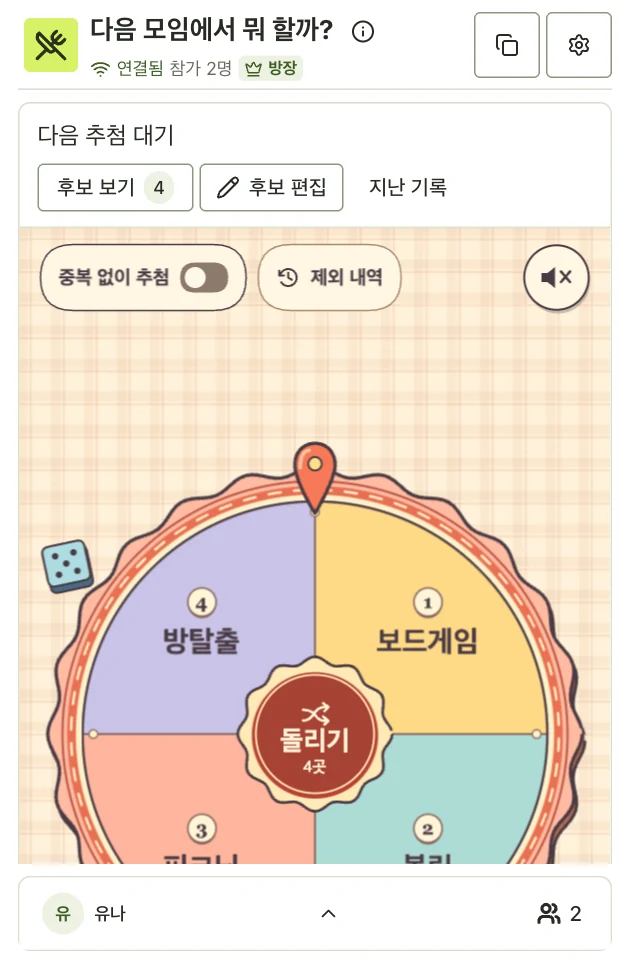 다음 모임에서 뭐 할까?
연결됨 참가 2명 방장
다음 추첨 대기
후보 보기 4
후보 편집
지난 기록
중복 없이 추첨
제외 내역
4
방탈출
1
보드게임
돌리기
4곳
3
2
유 유나
2